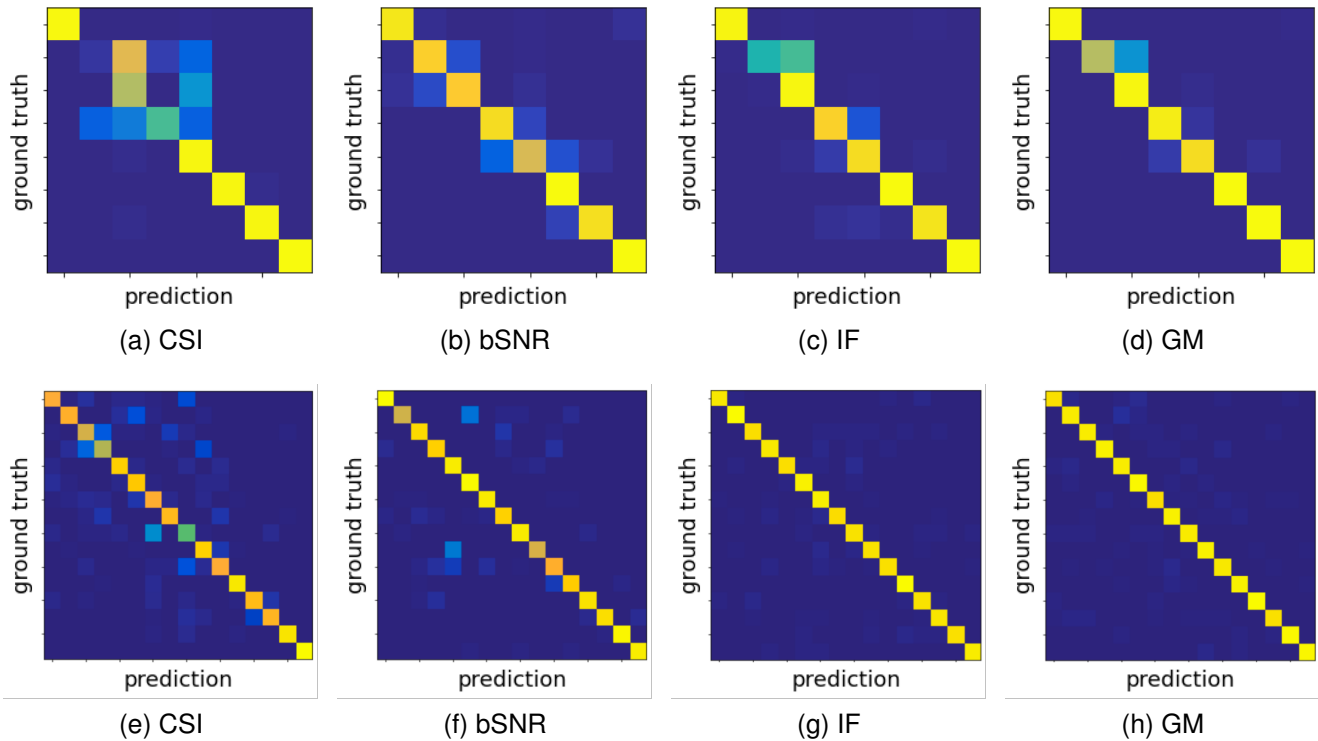 ground truth
prediction
(a) CSI
ground truth
prediction
(b) bSNR
ground truth
prediction
(c) IF
ground truth
prediction
(d) GM
ground truth
prediction
(e) CSI
ground truth
prediction
(f) bSNR
ground truth
prediction
(g) IF
ground truth
prediction
(h) GM